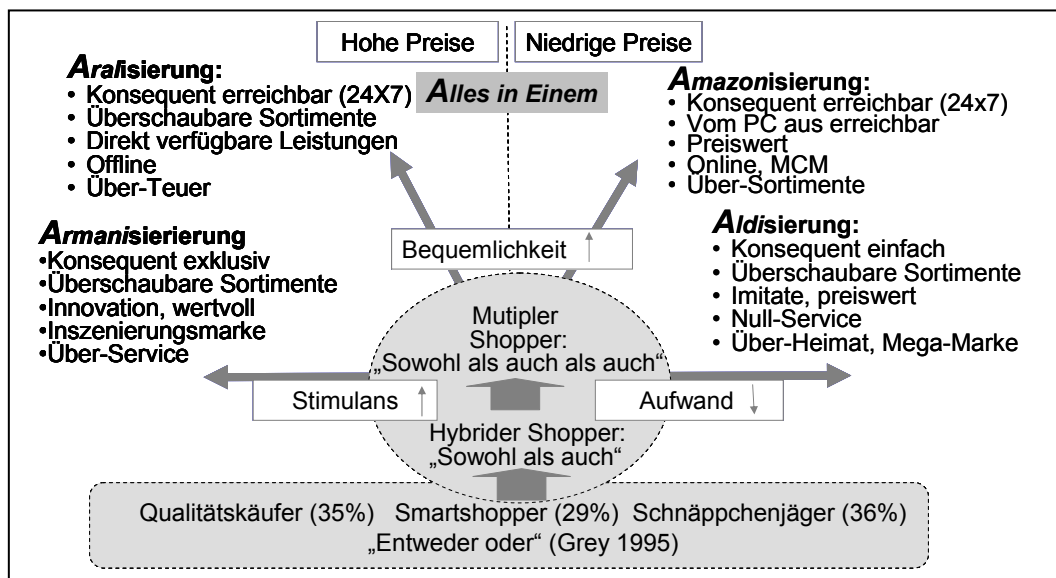 Hohe Preise
Niedrige Preise
Alles in Einem
Aralisierung:
• Konsequent erreichbar (24X7)
• Überschaubare Sortimente
• Direkt verfügbare Leistungen
• Offline
• Über-Teuer
Amazonisierung:
• Konsequent erreichbar (24x7)
• Vom PC aus erreichbar
• Preiswert
• Online, MCM
• Über-Sortimente
Armanisierierung
•Konsequent exklusiv
•Überschaubare Sortimente
•Innovation, wertvoll
•Inszenierungsmarke
•Über-Service
Aldisierung:
• Konsequent einfach
• Überschaubare Sortimente
• Imitate, preiswert
• Null-Service
• Über-Heimat, Mega-Marke
Bequemlichkeit
Mutipler
Shopper:
„Sowohl als auch als auch“
Stimulans
Aufwand
Hybrider Shopper:
„Sowohl als auch“
Qualitätskäufer (35%) Smartshopper (29%) Schnäppchenjäger (36%)
„Entweder oder“ (Grey 1995)